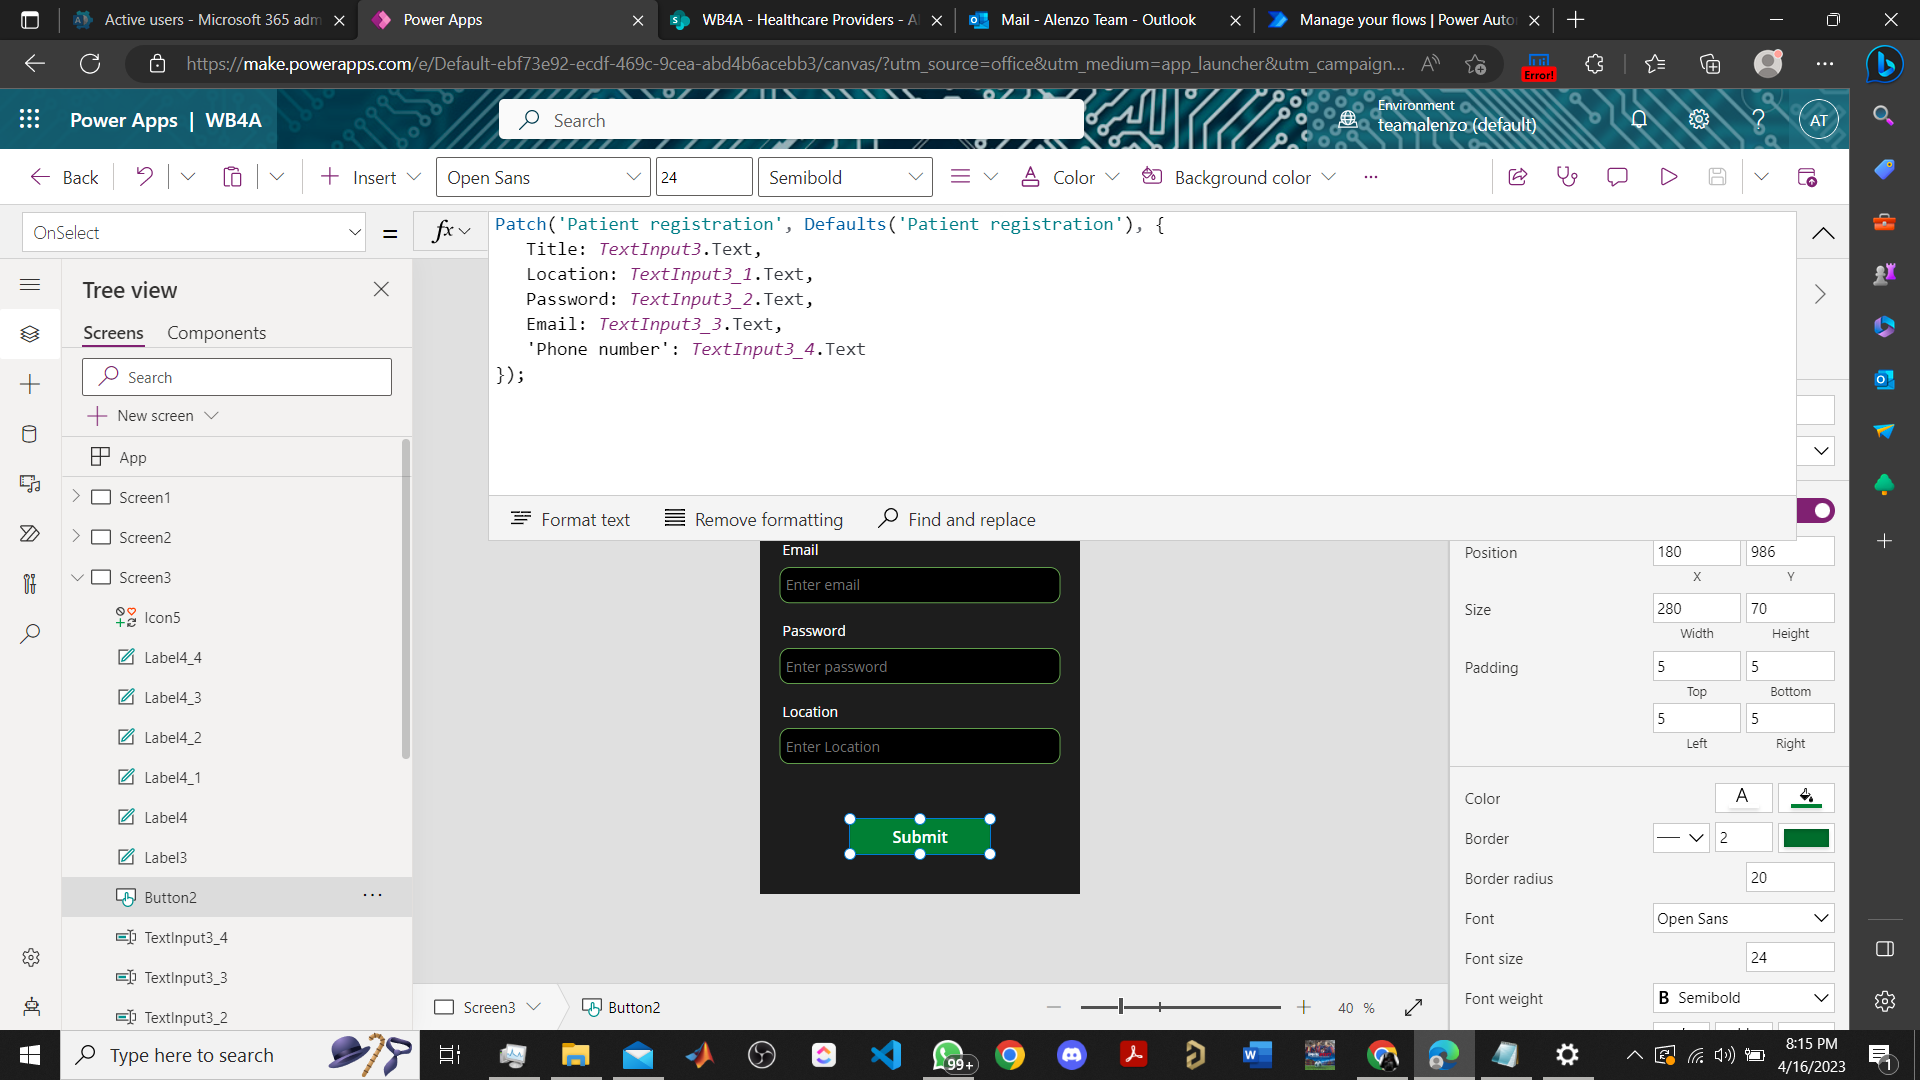 Active users - Microsoft 365 adm
Power Apps
WB4A - Healthcare Providers - Al
Mail - Alenzo Team - Outlook
Manage your flows | Power Auto
https://make.powerapps.com/e/Default-ebf73e92-ecdf-469c-9cea-abd4b6acebb3/canvas/?utm_source=office&utm_medium=app_launcher&utm_campaign...
Error!
Power Apps | WB4A
Search
Environment
teamalenzo (default)
AT
Back
Insert
Open Sans
24
Semibold
Color
Background color
OnSelect
=
fx
Patch('Patient registration', Defaults('Patient registration'), {
Title: TextInput3.Text,
Location: TextInput3_1.Text,
Password: TextInput3_2.Text,
Email: TextInput3_3.Text,
'Phone number': TextInput3_4.Text
});
Format text
Remove formatting
Find and replace
Tree view
Screens
Components
Search
New screen
App
Screen1
Screen2
Screen3
Icon5
Label4_4
Label4_3
Label4_2
Label4_1
Label4
Label3
Button2
TextInput3_4
TextInput3_3
TextInput3_2
Email
Enter email
Password
Enter password
Location
Enter Location
Submit
Position
180
986
X
Y
Size
280
70
Width
Height
Padding
5
5
Top
Bottom
5
5
Left
Right
Color
A
Border
2
Border radius
20
Font
Open Sans
Font size
24
Font weight
B Semibold
Screen3
Button2
40 %
Type here to search
99+
8:15 PM
4/16/2023
1